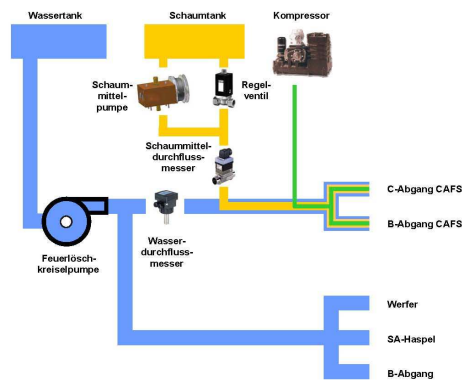 Wassertank
Schaumtank
Kompressor
Schaum-
mittel-
pumpe
Regel-
ventil
Schaummittel-
durchfluss-
messer
C-Abgang CAFS
B-Abgang CAFS
Feuerlösch-
kreiselpumpe
Wasser-
durchfluss-
messer
Werfer
SA-Haspel
B-Abgang